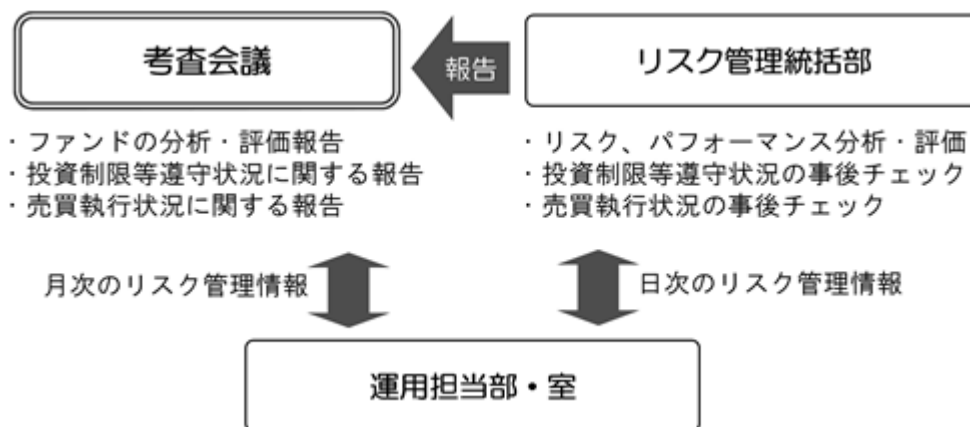 考査会議
報告
リスク管理統括部
・ファンドの分析・評価報告
・投資制限等遵守状況に関する報告
・売買執行状況に関する報告
・リスク、パフォーマンス分析・評価
・投資制限等遵守状況の事後チェック
・売買執行状況の事後チェック
月次のリスク管理情報
日次のリスク管理情報
運用担当部・室